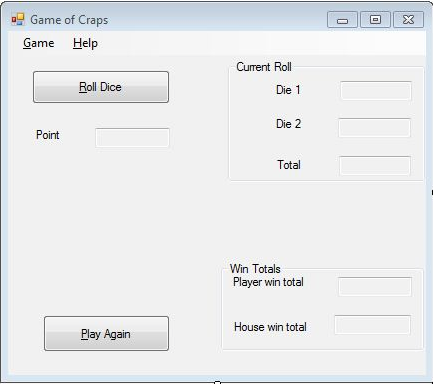 Game of Craps
Game Help
Roll Dice
Point
Current Roll
Die 1
Die 2
Total
Win Totals
Player win total
House win total
Play Again